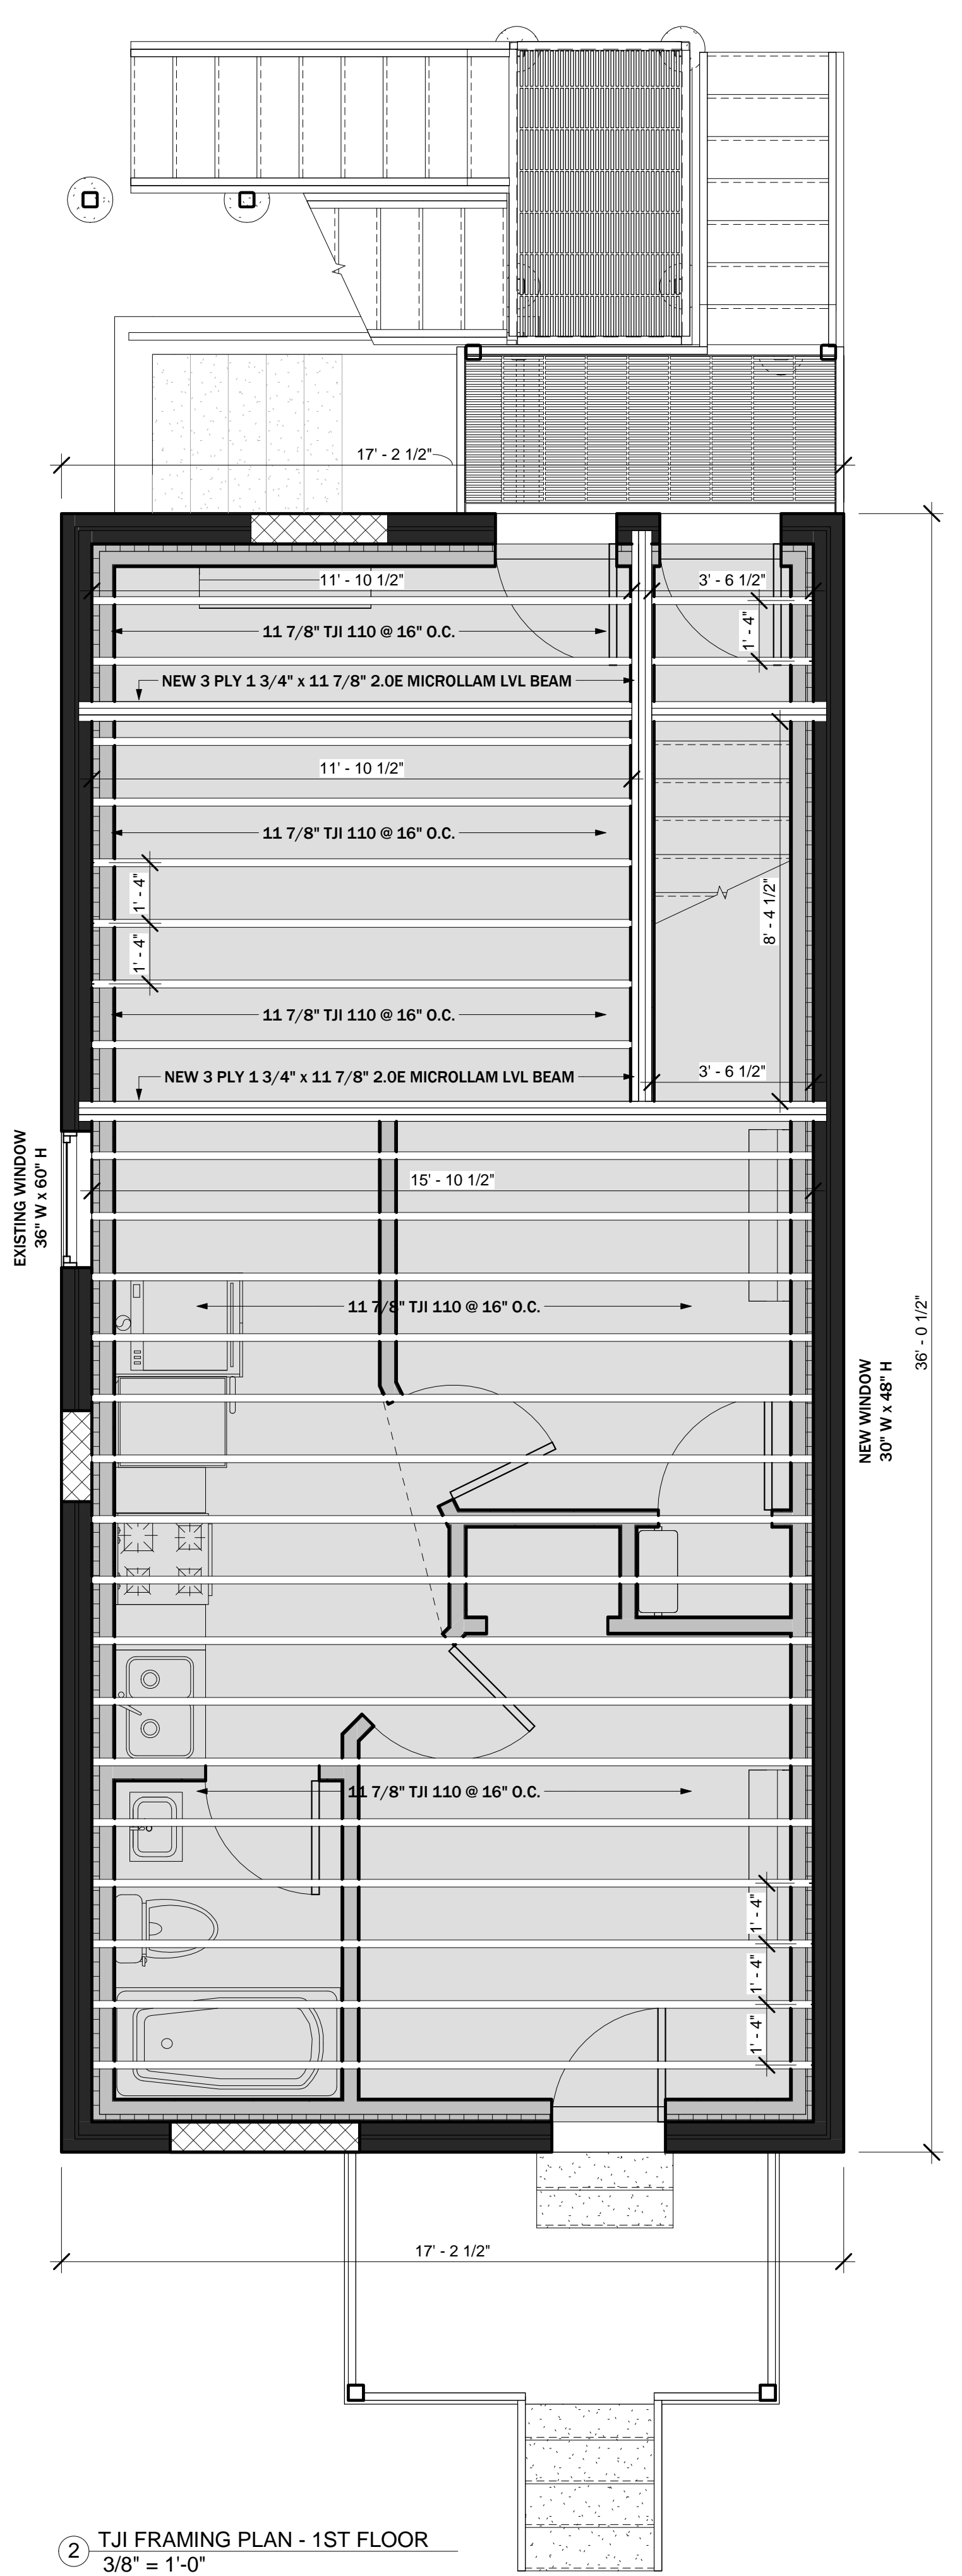 17' - 2 1/2"
11' - 10 1/2"
3' - 6 1/2"
11 7/8" TJI 110 @ 16" O.C.
1' - 4"
NEW 3 PLY 1 3/4" x 11 7/8" 2.0E MICROLLAM LVL BEAM
11' - 10 1/2"
11 7/8" TJI 110 @ 16" O.C.
1' - 4"
8' - 4 1/2"
1' - 4"
11 7/8" TJI 110 @ 16" O.C.
3' - 6 1/2"
NEW 3 PLY 1 3/4" x 11 7/8" 2.0E MICROLLAM LVL BEAM
EXISTING WINDOW
36" W x 60" H
15' - 10 1/2"
11 7/8" TJI 110 @ 16" O.C.
36' - 0 1/2"
NEW WINDOW
30" W x 48" H
11 7/8" TJI 110 @ 16" O.C.
1' - 4"
1' - 4"
1' - 4"
17' - 2 1/2"
2
TJI FRAMING PLAN - 1ST FLOOR
3/8" = 1'-0"